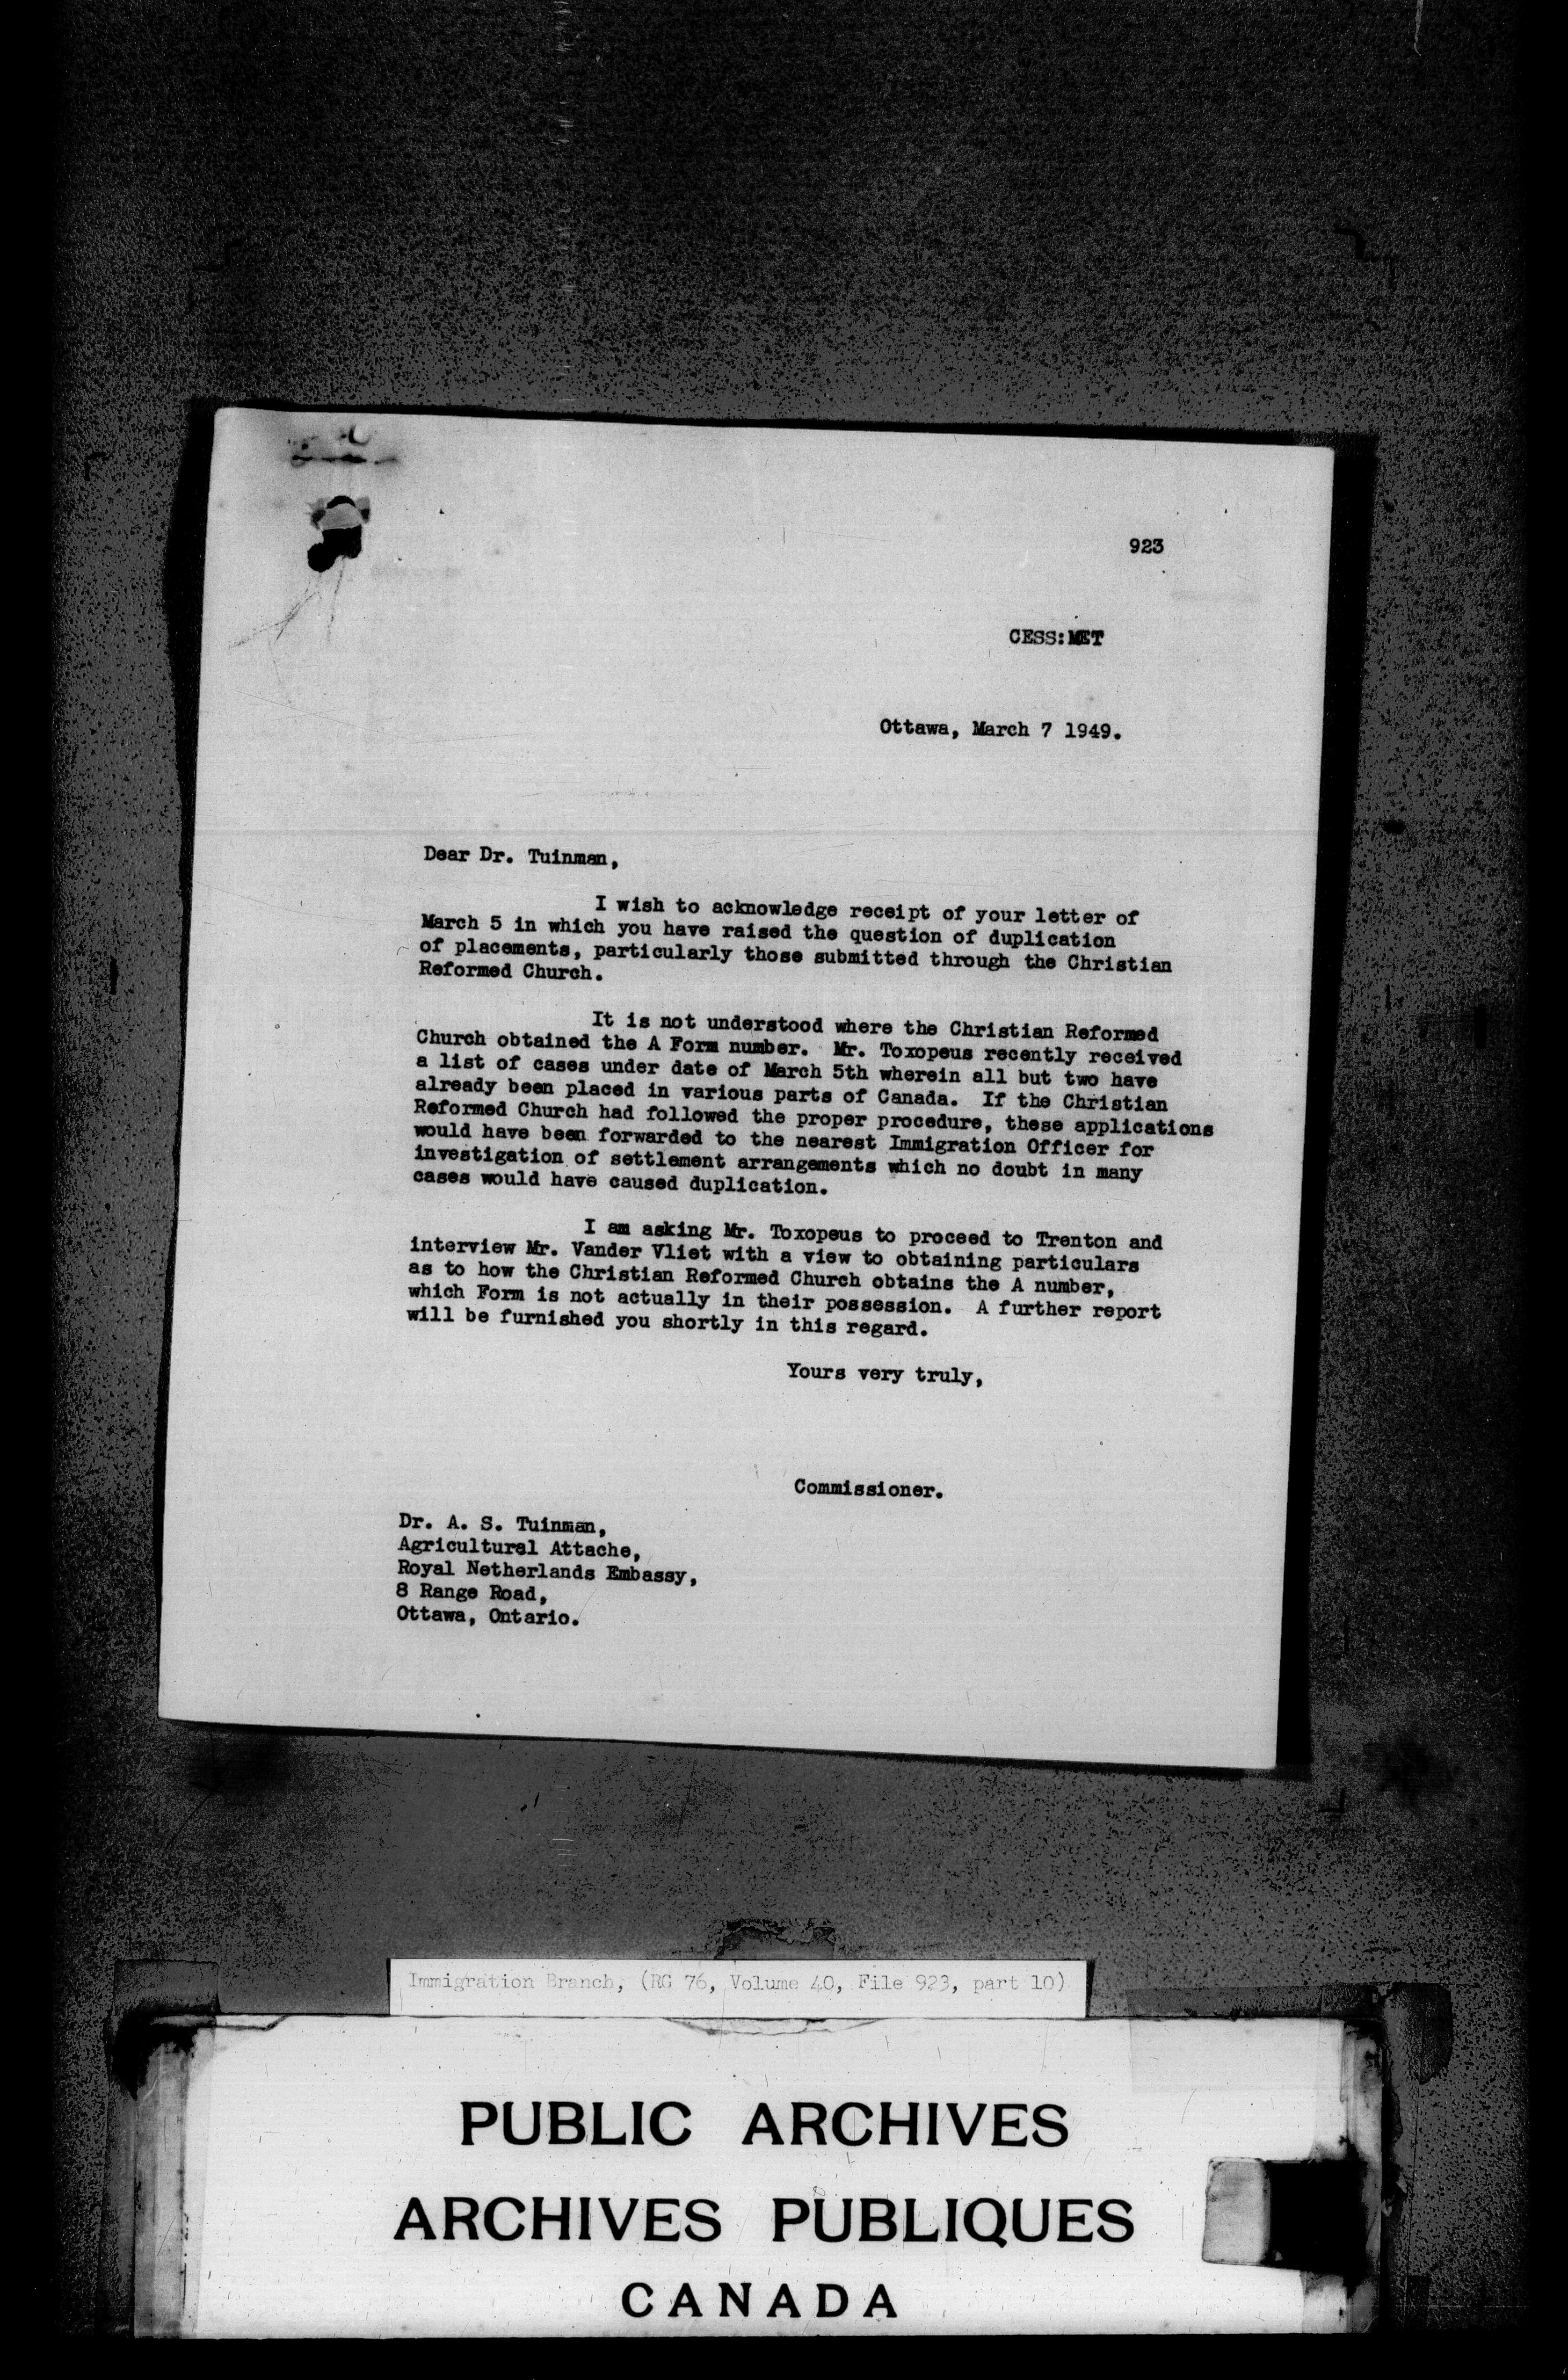 923
CESS:MET
Ottawa, March 7 1949.
Dear Dr. Tuinman,
I wish to acknowledge receipt of your letter of
March 5 in which you have raised the question of duplication
of placements, particularly those submitted through the Christian
Reformed Church.
It is not understood where the Christian Reformed
Church obtained the A Form number. Mr. Toxopeus recently received
a list of cases under date of March 5th wherein all but two have
already been placed in various parts of Canada. If the Christian
Reformed Church had followed the proper procedure, these applications
would have been forwarded to the nearest Immigration Officer for
investigation of settlement arrangements which no doubt in many
cases would have caused duplication.
I am asking Mr. Toxopeus to proceed to Trenton and
interview Mr. Vander Vliet with a view to obtaining particulars
as to how the Christian Reformed Church obtains the A number,
which Form is not actually in their possession. A further report
will be furnished you shortly in this regard.
Yours very truly,
Commissioner.
Dr. A. S. Tuinman,
Agricultural Attache,
Royal Netherlands Embassy,
8 Range Road,
Ottawa, Ontario.
Immigration Branch, (RG 76, Volume 40, File 923, part 10)
PUBLIC ARCHIVES
ARCHIVES PUBLIQUES
CANADA